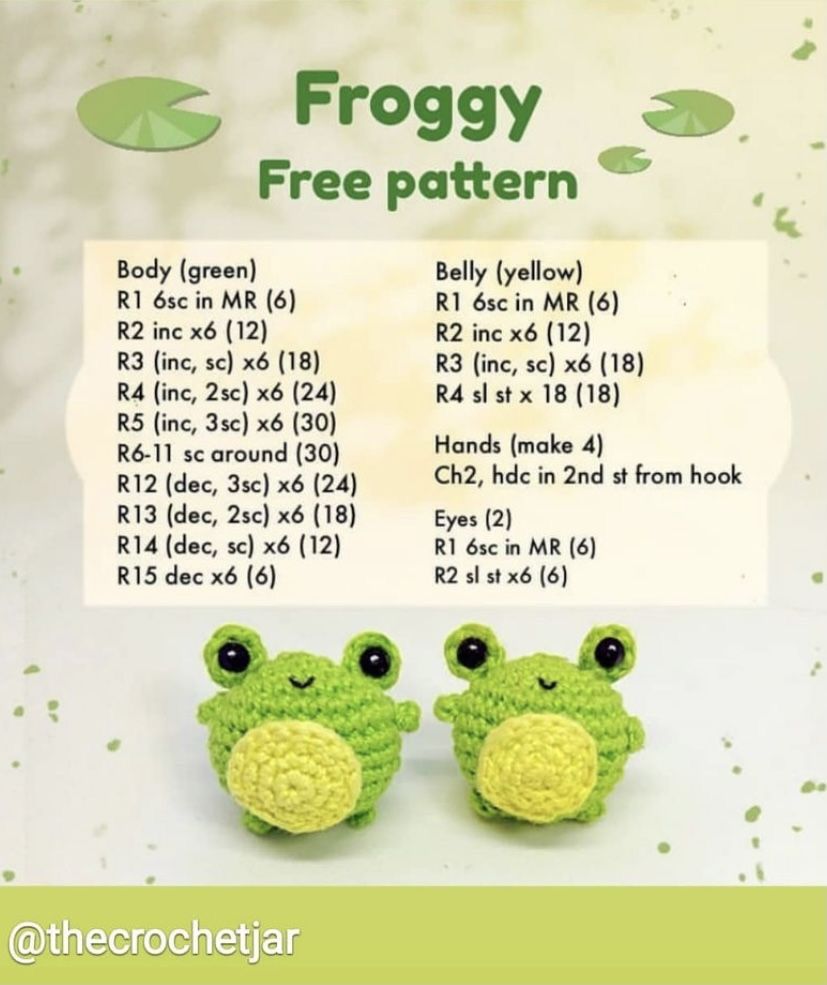 Froggy
Free pattern
Body (green)
R1 6sc in MR (6)
R2 inc x6 (12)
R3 (inc, sc) x6 (18)
R4 (inc, 2sc) x6 (24)
R5 (inc, 3sc) x6 (30)
R6-11 sc around (30)
R12 (dec, 3sc) x6 (24)
R13 (dec, 2sc) x6 (18)
R14 (dec, sc) x6 (12)
R15 dec x6 (6)
Belly (yellow)
R1 6sc in MR (6)
R2 inc x6 (12)
R3 (inc, sc) x6 (18)
R4 sl st x 18 (18)
Hands (make 4)
Ch2, hdc in 2nd st from hook
Eyes (2)
R1 6sc in MR (6)
R2 sl st x6 (6)
@thecrochetjar